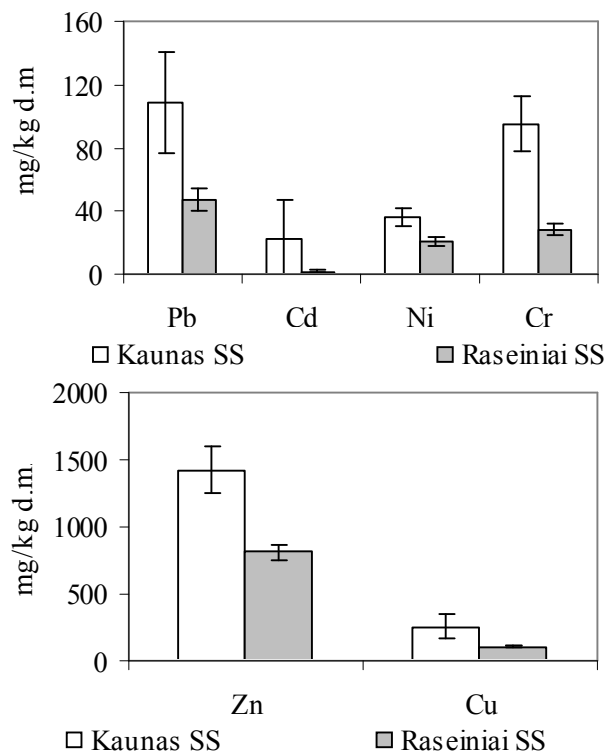 160
120
80
40
0
mg/kg d.m
Pb Cd Ni Cr
Kaunas SS Raseiniai SS
2000
1500
1000
500
0
mg/kg d.m.
Zn Cu
Kaunas SS Raseiniai SS